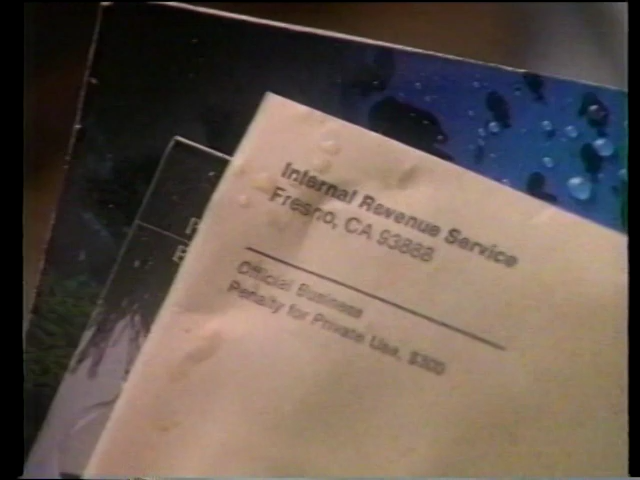 Internal Revenue Service
Fresno, CA 93888
Official Business
Penalty for Private Use, $300